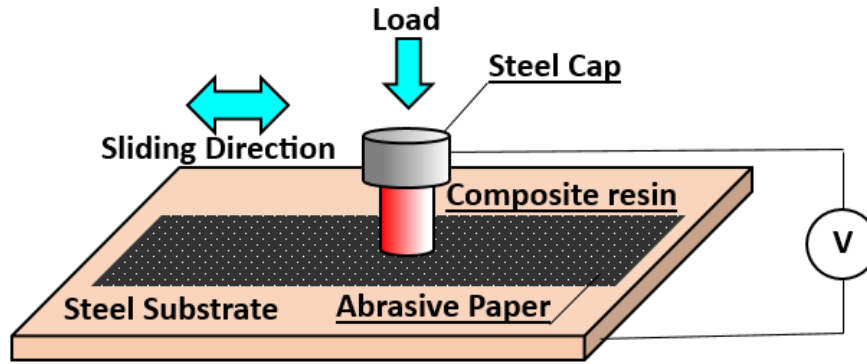 Load
Steel Cap
Sliding Direction
Composite resin
V
Steel Substrate
Abrasive Paper